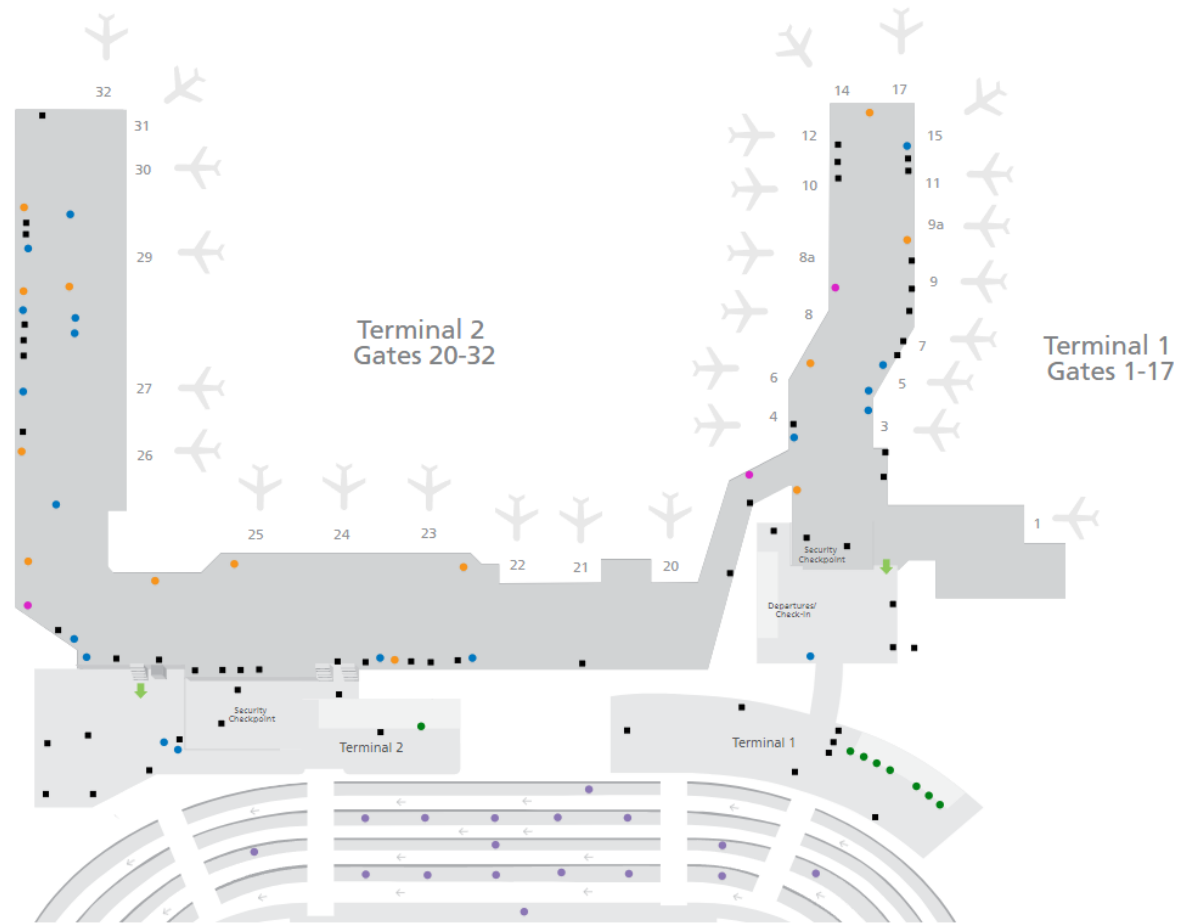 32
14
17
31
12
15
30
10
11
9a
29
8a
9
8
Terminal 2
Gates 20-32
7
Terminal 1
Gates 1-17
6
5
27
4
3
26
25
24
23
22
21
20
1
Security
Checkpoint
Departures/
Check-In
Security
Checkpoint
Terminal 2
Terminal 1